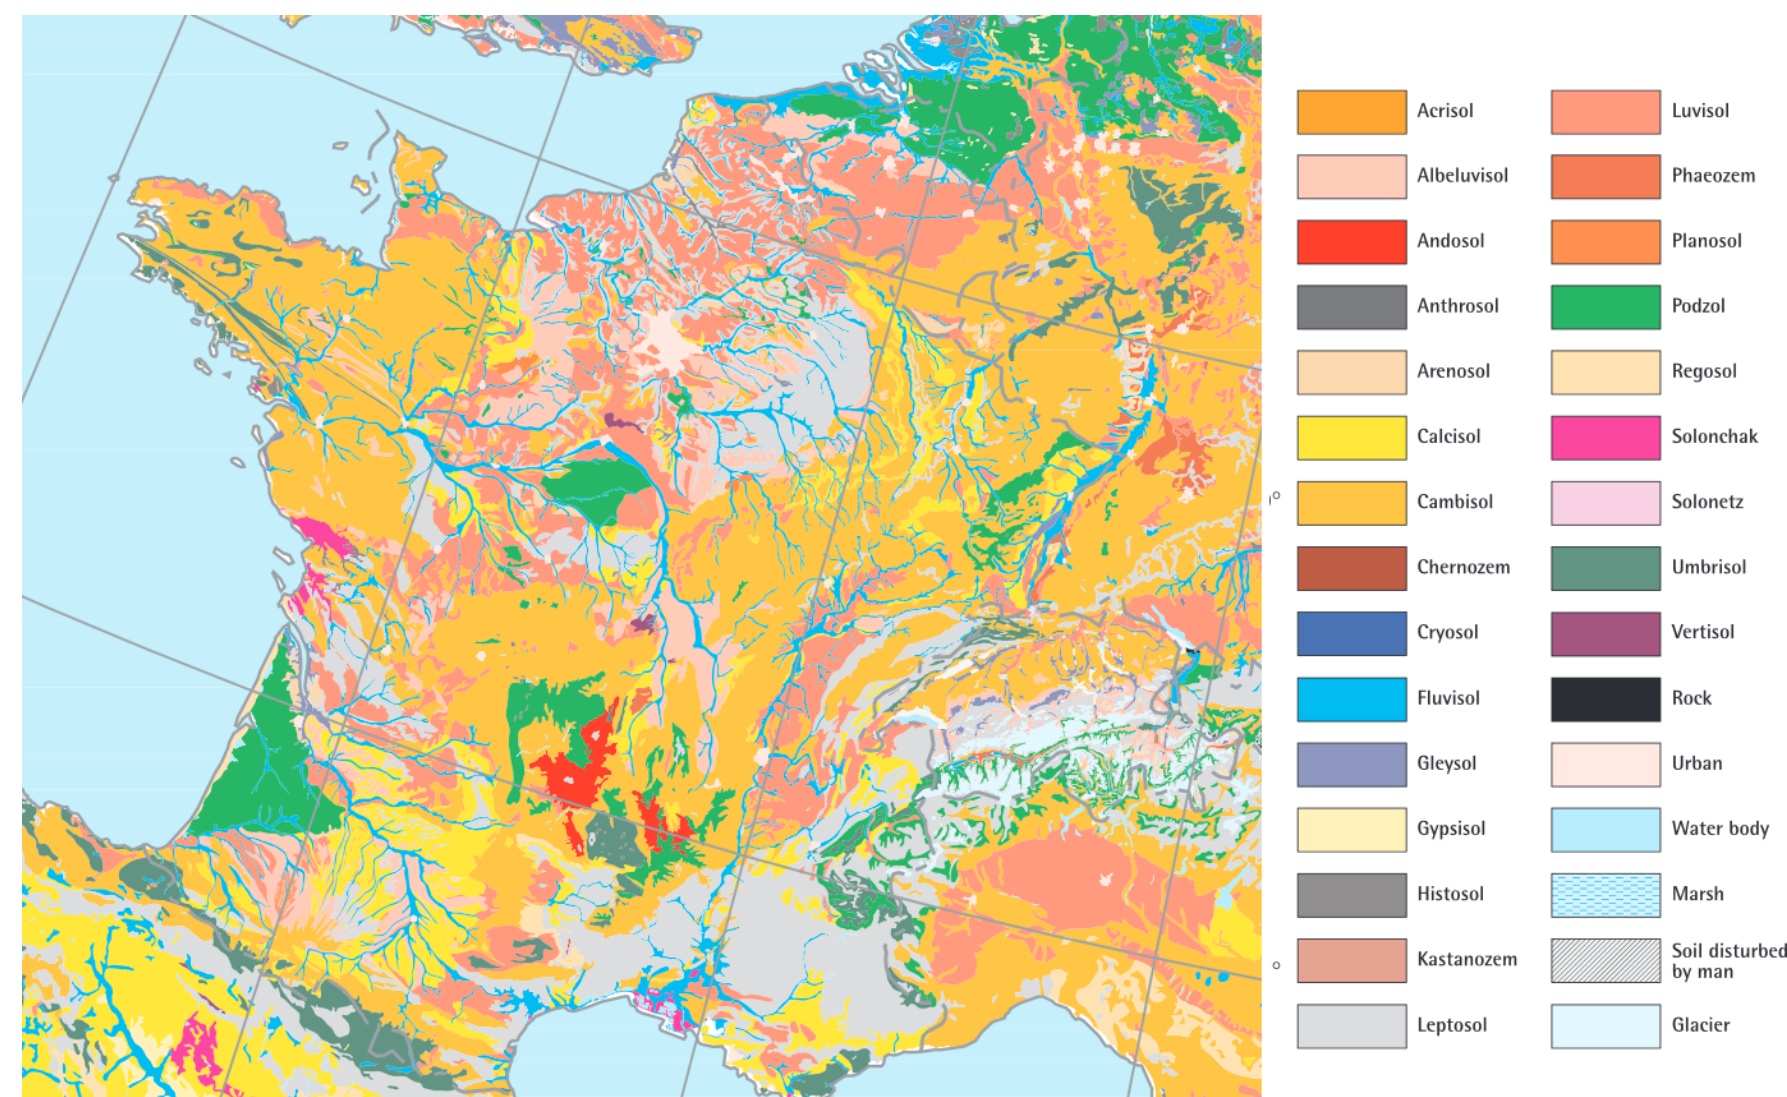 Acrisol
Albeluvisol
Andosol
Anthrosol
Arenosol
Calcisol
Cambisol
Chernozem
Cryosol
Fluvisol
Gleysol
Gypsisol
Histosol
Kastanozem
Leptosol
Luvisol
Phaeozem
Planosol
Podzol
Regosol
Solonchak
Solonetz
Umbrisol
Vertisol
Rock
Urban
Water body
Marsh
Soil disturbed
by man
Glacier